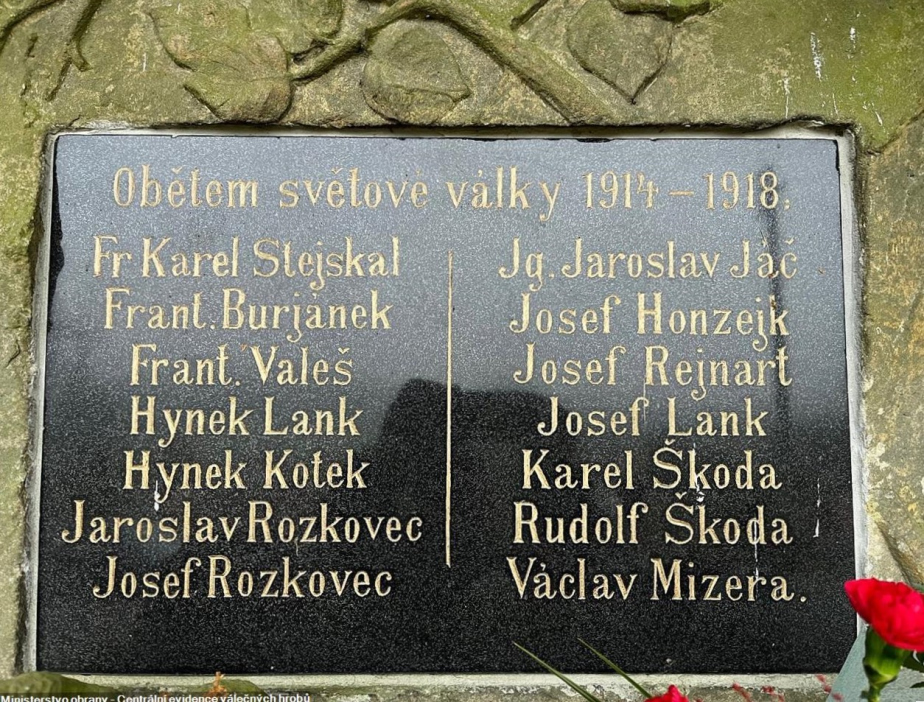 Obětem světové války 1914-1918.
Fr Karel Stejskal
Frant. Burjánek
Frant. Valeš
Hynek Lank
Hynek Kotek
Jaroslav Rozkovec
Josef Rozkovec
Jg. Jaroslav Jáč
Josef Honzejk
Josef Rejnart
Josef Lank
Karel Škoda
Rudolf Škoda
Václav Mizera.
Ministerstvo obrany - Centrální evidence válečných hrobů